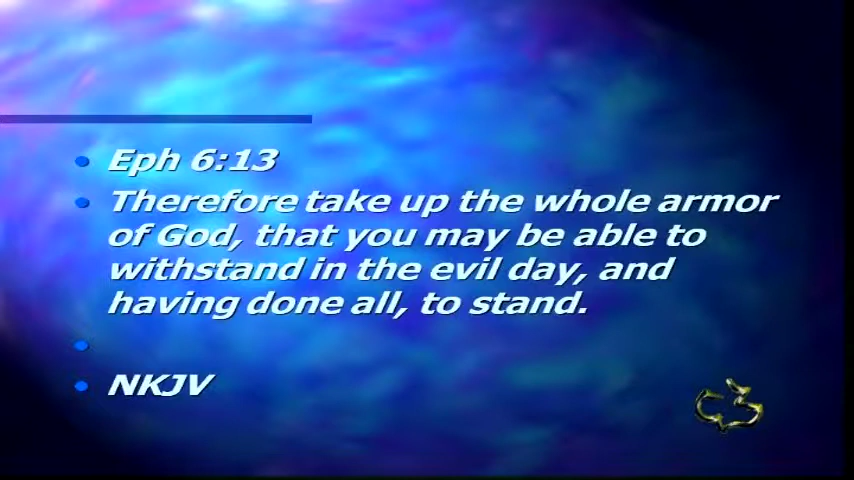 Eph 6:13
Therefore take up the whole armor
of God, that you may be able to
withstand in the evil day, and
having done all, to stand.
NKJV
C3